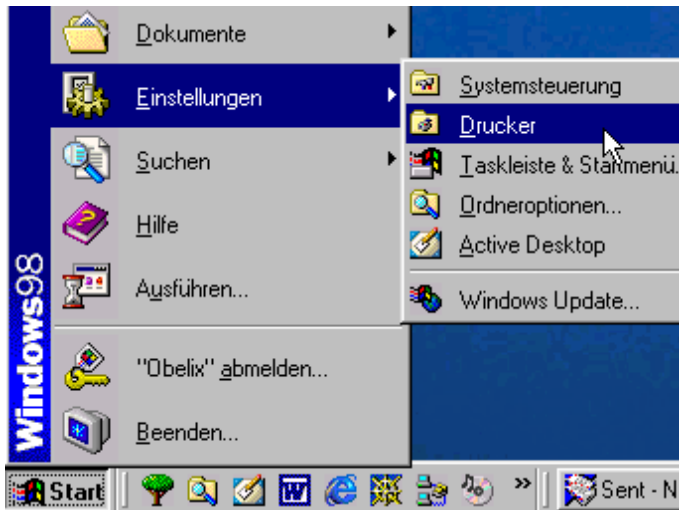 Dokumente
Einstellungen
Suchen
Hilfe
Ausführen...
"Obelix" abmelden...
Beenden...
Systemsteuerung
Drucker
Taskleiste & Startmenü.
Ordneroptionen...
Active Desktop
Windows Update...
Windows98
Start
»
Sent - N